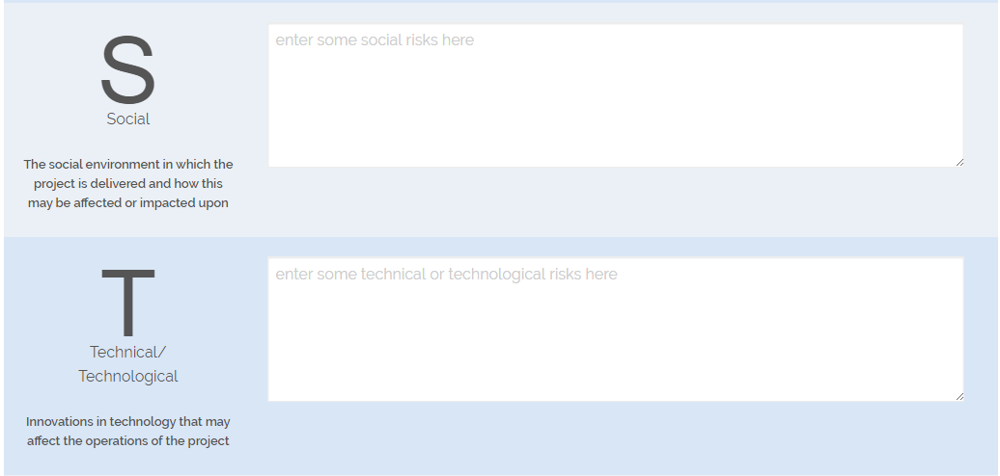 S
Social
The social environment in which the
project is delivered and how this
may be affected or impacted upon
enter some social risks here
T
Technical/
Technological
Innovations in technology that may
affect the operations of the project
enter some technical or technological risks here